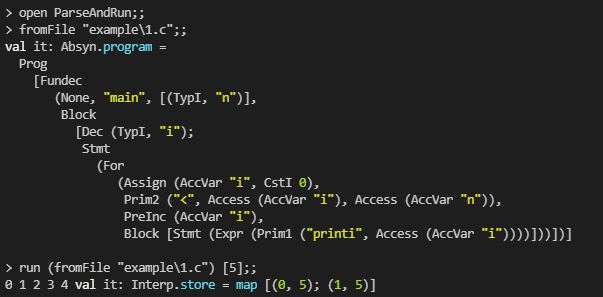 > open ParseAndRun;;
> fromFile "example\1.c";;
val it: Absyn.program =
  Prog
    [Fundec
       (None, "main", [(TypI, "n")],
        Block
          [Dec (TypI, "i");
           Stmt
             (For
                (Assign (AccVar "i", CstI 0),
                 Prim2 ("<", Access (AccVar "i"), Access (AccVar "n")),
                 PreInc (AccVar "i"),
                 Block [Stmt (Expr (Prim1 ("printi", Access (AccVar "i"))))]))])]
> run (fromFile "examp\1.c") [5];;
0 1 2 3 4 val it: Interp.store = map [(0, 5); (1, 5)]